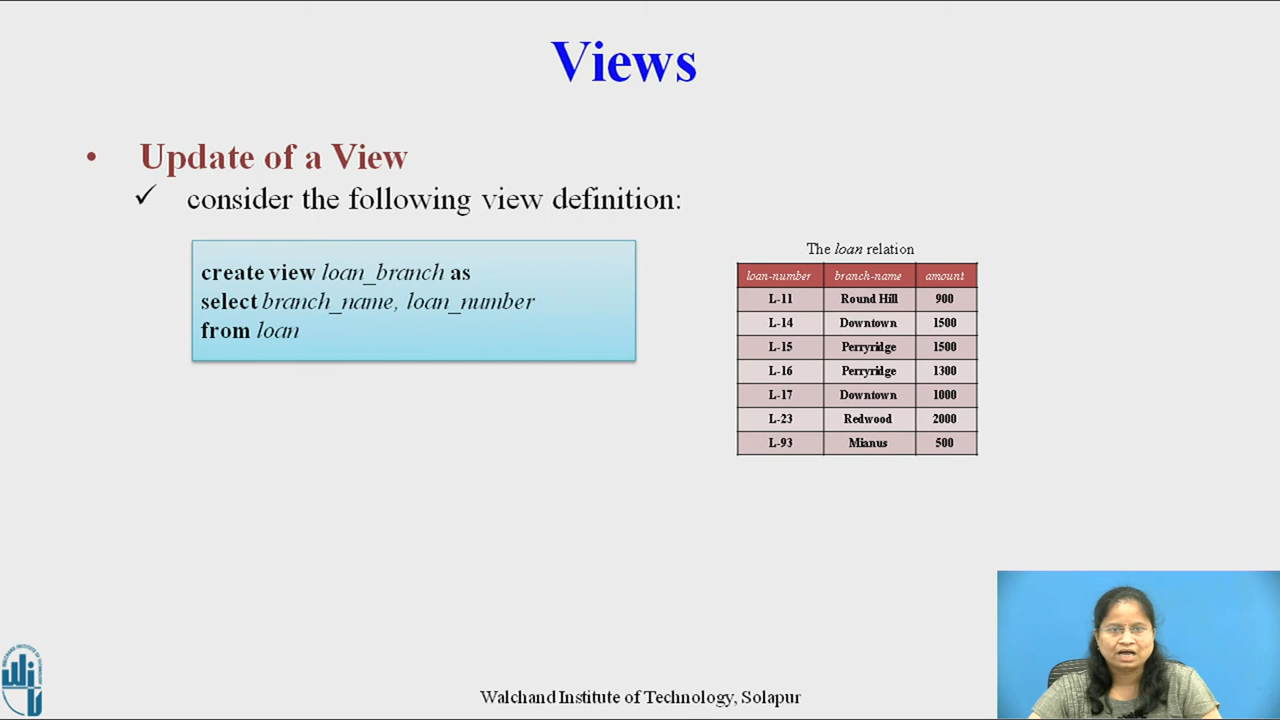 Views
• Update of a View
✓ consider the following view definition:
create view loan_branch as
select branch_name, loan_number
from loan
The loan relation
loan-number branch-name amount
L-11 Round Hill 900
L-14 Downtown 1500
L-15 Perryridge 1500
L-16 Perryridge 1300
L-17 Downtown 1000
L-23 Redwood 2000
L-93 Mianus 500
Walchand Institute of Technology, Solapur